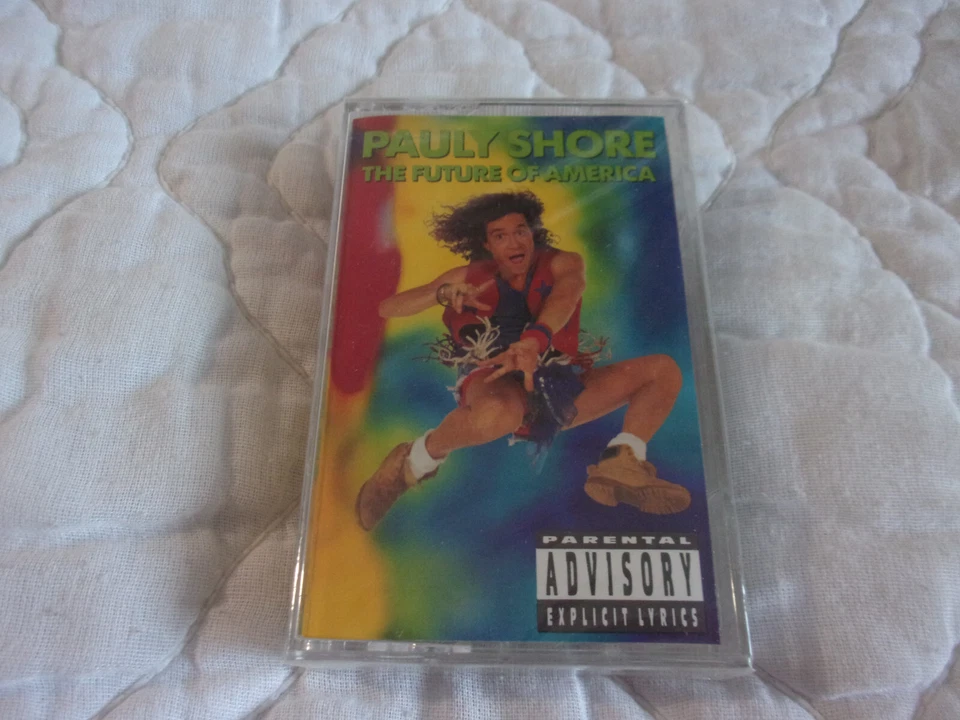 PAULY SHORE
THE FUTURE OF AMERICA
PARENTAL
ADVISORY
EXPLICIT LYRICS